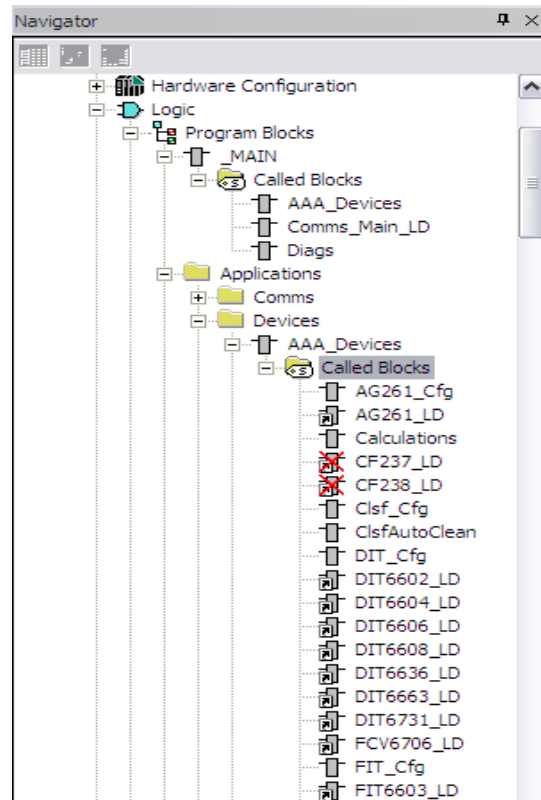 Navigator
Hardware Configuration
Logic
Program Blocks
_MAIN
Called Blocks
AAA_Devices
Comms_Main_LD
Diags
Applications
Comms
Devices
AAA_Devices
Called Blocks
AG261_Cfg
AG261_LD
Calculations
CF237_LD
CF238_LD
Clsf_Cfg
ClsfAutoClean
DIT_Cfg
DIT6602_LD
DIT6604_LD
DIT6606_LD
DIT6608_LD
DIT6636_LD
DIT6663_LD
DIT6731_LD
FCV6706_LD
FIT_Cfg
FIT6603_LD